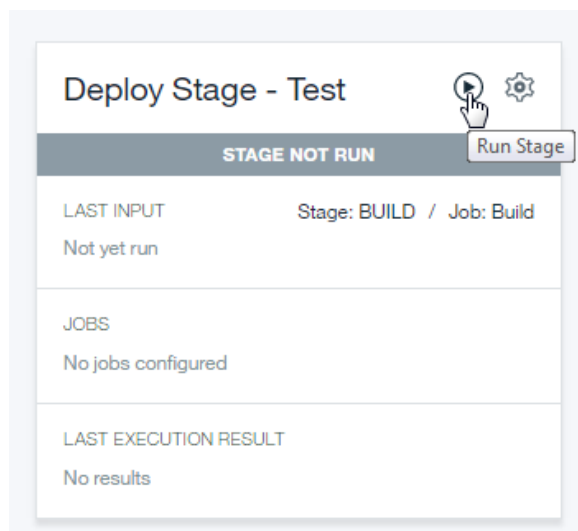 Deploy Stage - Test
Run Stage
STAGE NOT RUN
LAST INPUT Stage: BUILD / Job: Build
Not yet run
JOBS
No jobs configured
LAST EXECUTION RESULT
No results